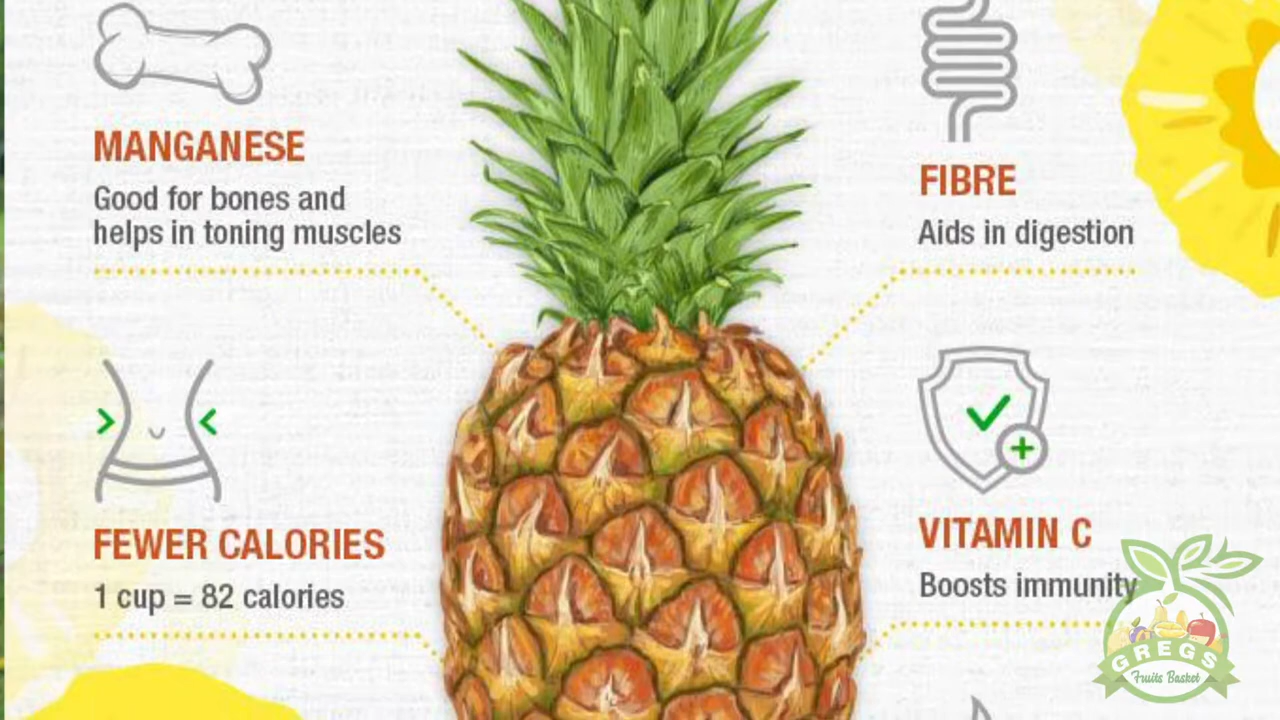 MANGANESE
Good for bones and
helps in toning muscles
FEWER CALORIES
1 cup = 82 calories
FIBRE
Aids in digestion
VITAMIN C
Boosts immunity
GREGS
Fruits Basket